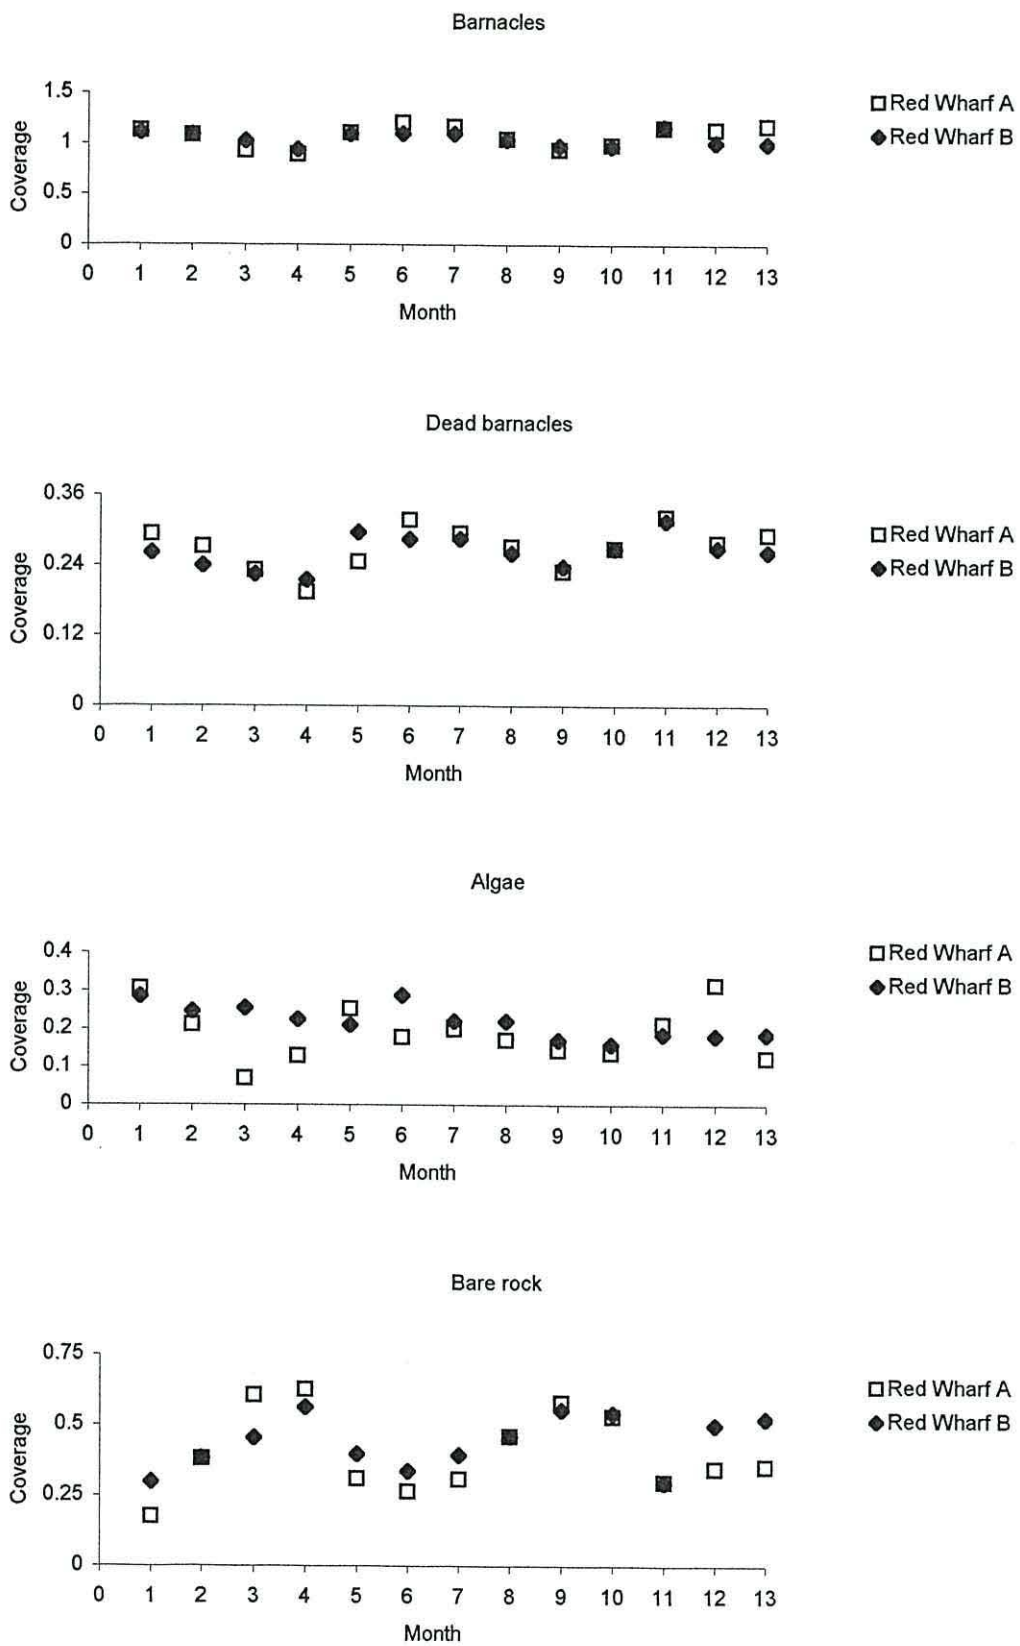 Barnacles
1.5
1
0.5
0
Coverage
0 1 2 3 4 5 6 7 8 9 10 11 12 13
Month
Red Wharf A
Red Wharf B
Dead barnacles
0.36
0.24
0.12
0
Coverage
0 1 2 3 4 5 6 7 8 9 10 11 12 13
Month
Red Wharf A
Red Wharf B
Algae
0.4
0.3
0.2
0.1
0
Coverage
0 1 2 3 4 5 6 7 8 9 10 11 12 13
Month
Red Wharf A
Red Wharf B
Bare rock
0.75
0.5
0.25
0
Coverage
0 1 2 3 4 5 6 7 8 9 10 11 12 13
Month
Red Wharf A
Red Wharf B